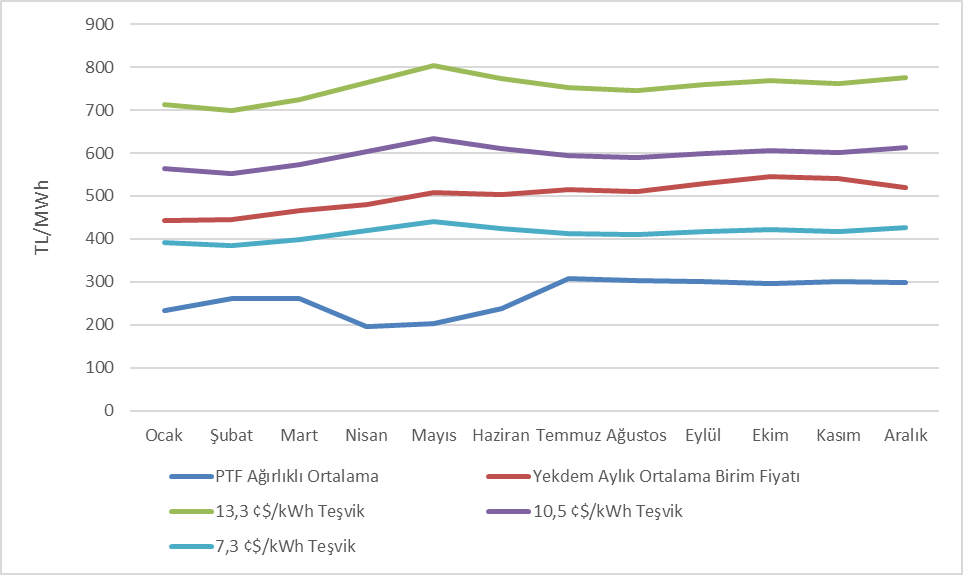 900
800
700
600
500
400
300
200
100
0
TL/MWh
Ocak Şubat Mart Nisan Mayıs Haziran Temmuz Ağustos Eylül Ekim Kasım Aralık
PTF Ağırlıklı Ortalama Yekdem Aylık Ortalama Birim Fiyatı
13,3 ¢$/kWh Teşvik 10,5 ¢$/kWh Teşvik
7,3 ¢$/kWh Teşvik